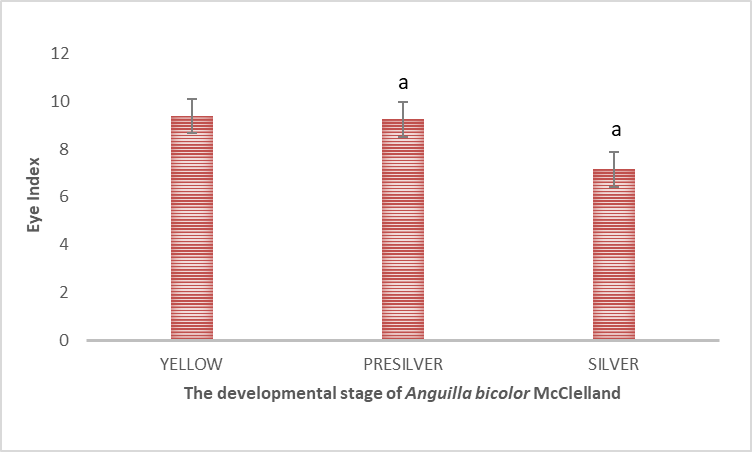 12
10
8
6
4
2
0
Eye Index
a
a
YELLOW
PRESILVER
SILVER
The developmental stage of Anguilla bicolor McClelland